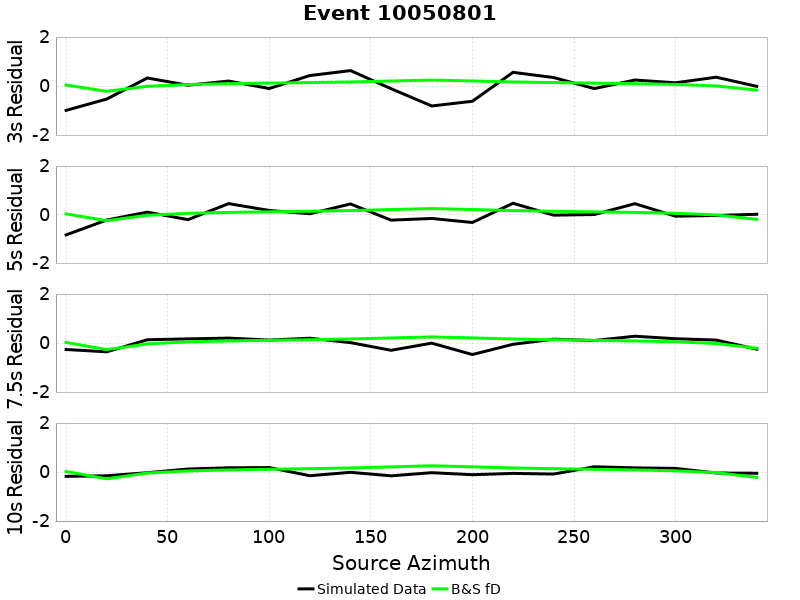 Event 10050801
3s Residual
2
0
-2
5s Residual
2
0
-2
7.5s Residual
2
0
-2
10s Residual
2
0
-2
0 50 100 150 200 250 300
Source Azimuth
Simulated Data B&S fD